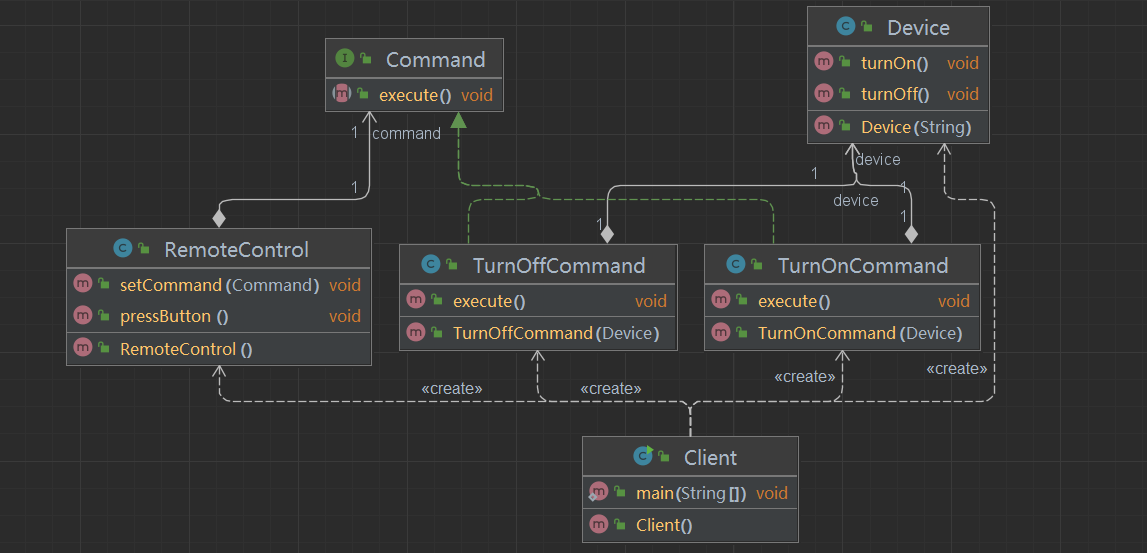 Device
turnOn() void
turnOff() void
Device(String)
Command
execute() void
1 command
1
device
1
device
1
1
1
RemoteControl
setCommand(Command) void
pressButton () void
RemoteControl ()
TurnOffCommand
execute() void
TurnOffCommand(Device)
TurnOnCommand
execute() void
TurnOnCommand(Device)
«create»
«create»
«create»
«create»
Client
main(String[]) void
Client()